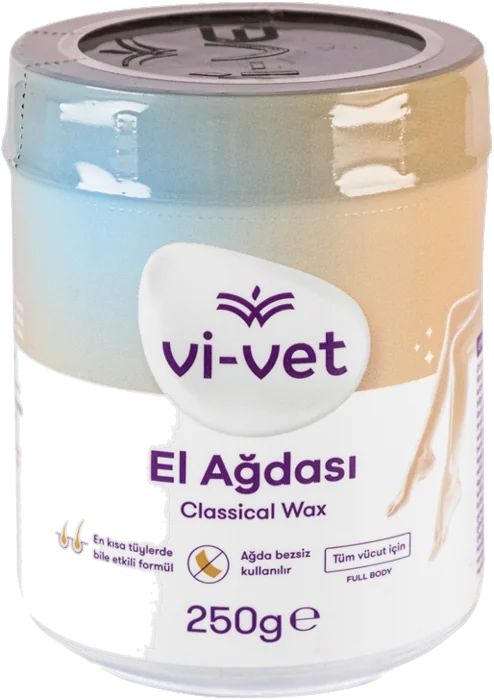 vi-vet
El Ağdası
Classical Wax
En kısa tüylerde
bile etkili formül
Ağda bezsiz
kullanılır
Tüm vücut için
FULL BODY
250g e